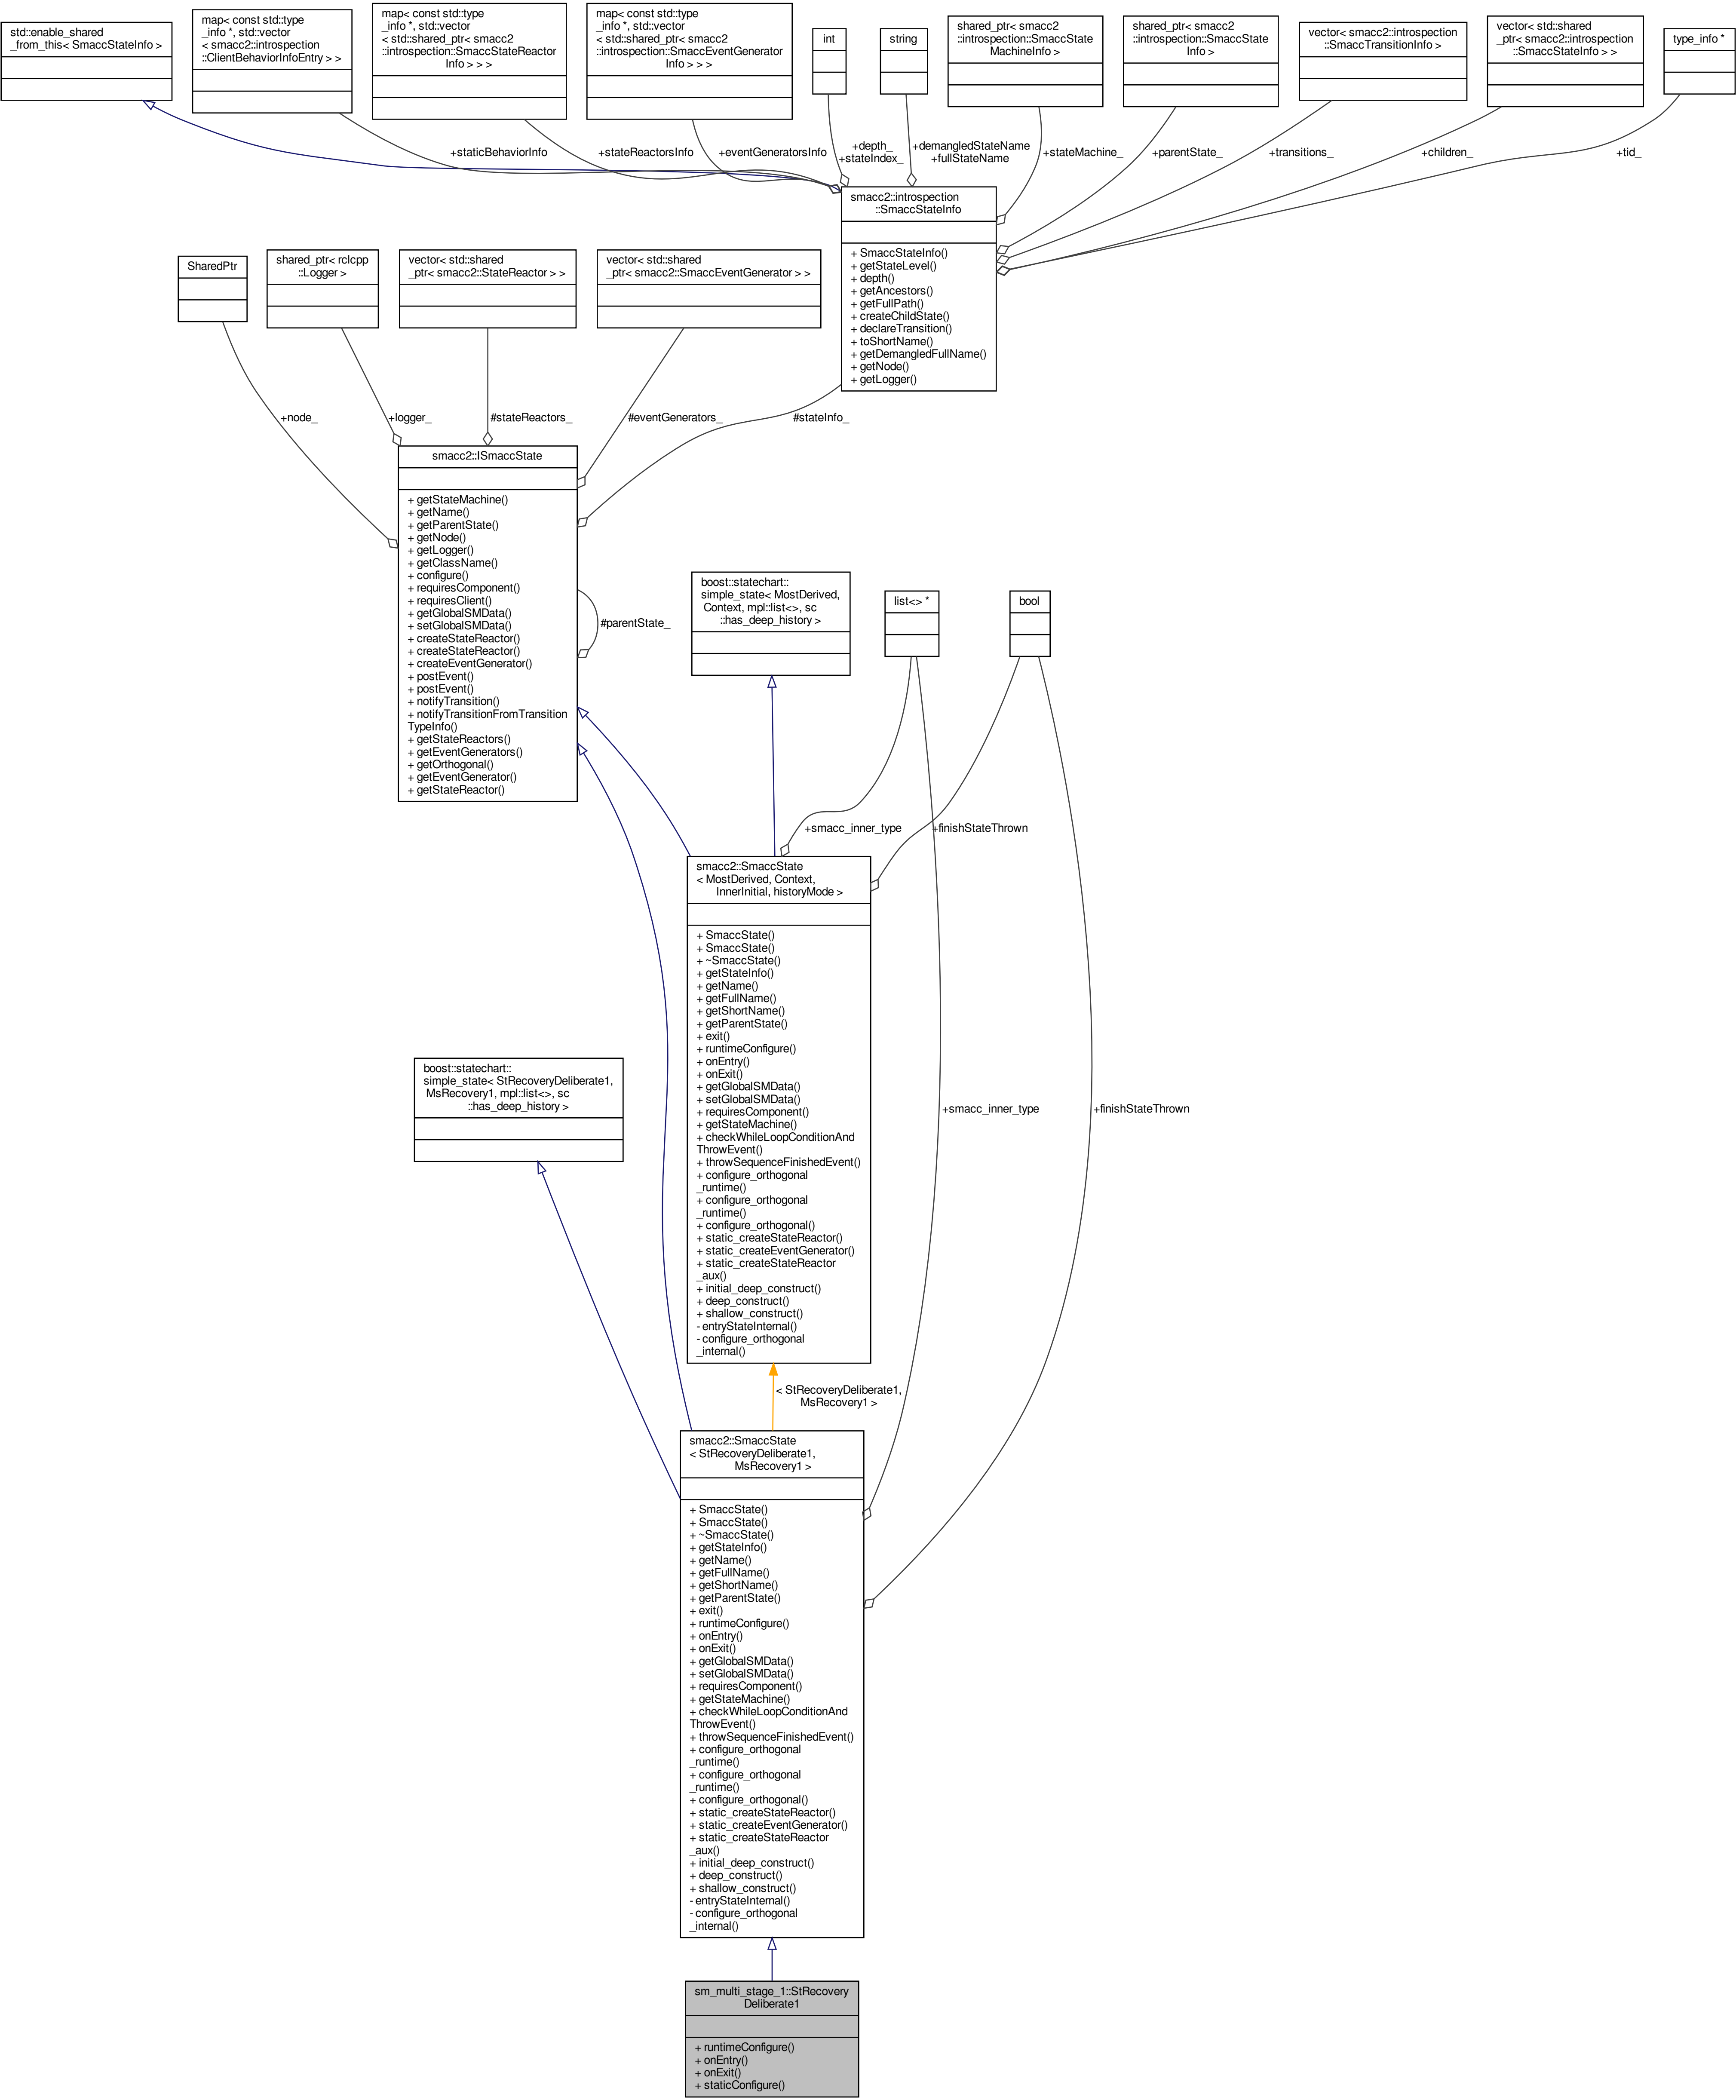 std::enable_shared
_from_this< SmaccStateInfo >
map< const std::type
_info *, std::vector
< smacc2::introspection
::ClientBehaviorInfoEntry > >
map< const std::type
_info *, std::vector
< std::shared_ptr< smacc2
::introspection::SmaccStateReactor
Info > > >
map< const std::type
_info *, std::vector
< std::shared_ptr< smacc2
::introspection::SmaccEventGenerator
Info > > >
int
string
shared_ptr< smacc2
::introspection::SmaccState
MachineInfo >
shared_ptr< smacc2
::introspection::SmaccState
Info >
vector< smacc2::introspection
::SmaccTransitionInfo >
vector< std::shared
_ptr< smacc2::introspection
::SmaccStateInfo > >
type_info *
+staticBehaviorInfo
+stateReactorsInfo
+eventGeneratorsInfo
+depth_
+stateIndex_
+demangledStateName
+fullStateName
+stateMachine_
+parentState_
+transitions_
+children_
+tid_
smacc2::introspection
::SmaccStateInfo
+ SmaccStateInfo()
+ getStateLevel()
+ depth()
+ getAncestors()
+ getFullPath()
+ createChildState()
+ declareTransition()
+ toShortName()
+ getDemangledFullName()
+ getNode()
+ getLogger()
SharedPtr
shared_ptr< rclcpp
::Logger >
vector< std::shared
_ptr< smacc2::StateReactor > >
vector< std::shared
_ptr< smacc2::SmaccEventGenerator > >
+node_
+logger_
#stateReactors_
#eventGenerators_
#stateInfo_
smacc2::ISmaccState
+ getStateMachine()
+ getName()
+ getParentState()
+ getNode()
+ getLogger()
+ getClassName()
+ configure()
+ requiresComponent()
+ requiresClient()
+ getGlobalSMData()
+ setGlobalSMData()
+ createStateReactor()
+ createStateReactor()
+ createEventGenerator()
+ postEvent()
+ postEvent()
+ notifyTransition()
+ notifyTransitionFromTransition
TypeInfo()
+ getStateReactors()
+ getEventGenerators()
+ getOrthogonal()
+ getEventGenerator()
+ getStateReactor()
#parentState_
boost::statechart::
simple_state< MostDerived,
Context, mpl::list<>, sc
::has_deep_history >
list<> *
bool
+smacc_inner_type
+finishStateThrown
smacc2::SmaccState
< MostDerived, Context,
InnerInitial, historyMode >
+ SmaccState()
+ SmaccState()
+ ~SmaccState()
+ getStateInfo()
+ getName()
+ getFullName()
+ getShortName()
+ getParentState()
+ exit()
+ runtimeConfigure()
+ onEntry()
+ onExit()
+ getGlobalSMData()
+ setGlobalSMData()
+ requiresComponent()
+ getStateMachine()
+ checkWhileLoopConditionAnd
ThrowEvent()
+ throwSequenceFinishedEvent()
+ configure_orthogonal
_runtime()
+ configure_orthogonal
_runtime()
+ configure_orthogonal()
+ static_createStateReactor()
+ static_createEventGenerator()
+ static_createStateReactor
_aux()
+ initial_deep_construct()
+ deep_construct()
+ shallow_construct()
- entryStateInternal()
- configure_orthogonal
_internal()
boost::statechart::
simple_state< StRecoveryDeliberate1,
MsRecovery1, mpl::list<>, sc
::has_deep_history >
+smacc_inner_type
+finishStateThrown
< StRecoveryDeliberate1,
MsRecovery1 >
smacc2::SmaccState
< StRecoveryDeliberate1,
MsRecovery1 >
+ SmaccState()
+ SmaccState()
+ ~SmaccState()
+ getStateInfo()
+ getName()
+ getFullName()
+ getShortName()
+ getParentState()
+ exit()
+ runtimeConfigure()
+ onEntry()
+ onExit()
+ getGlobalSMData()
+ setGlobalSMData()
+ requiresComponent()
+ getStateMachine()
+ checkWhileLoopConditionAnd
ThrowEvent()
+ throwSequenceFinishedEvent()
+ configure_orthogonal
_runtime()
+ configure_orthogonal
_runtime()
+ configure_orthogonal()
+ static_createStateReactor()
+ static_createEventGenerator()
+ static_createStateReactor
_aux()
+ initial_deep_construct()
+ deep_construct()
+ shallow_construct()
- entryStateInternal()
- configure_orthogonal
_internal()
sm_multi_stage_1::StRecovery
Deliberate1
+ runtimeConfigure()
+ onEntry()
+ onExit()
+ staticConfigure()